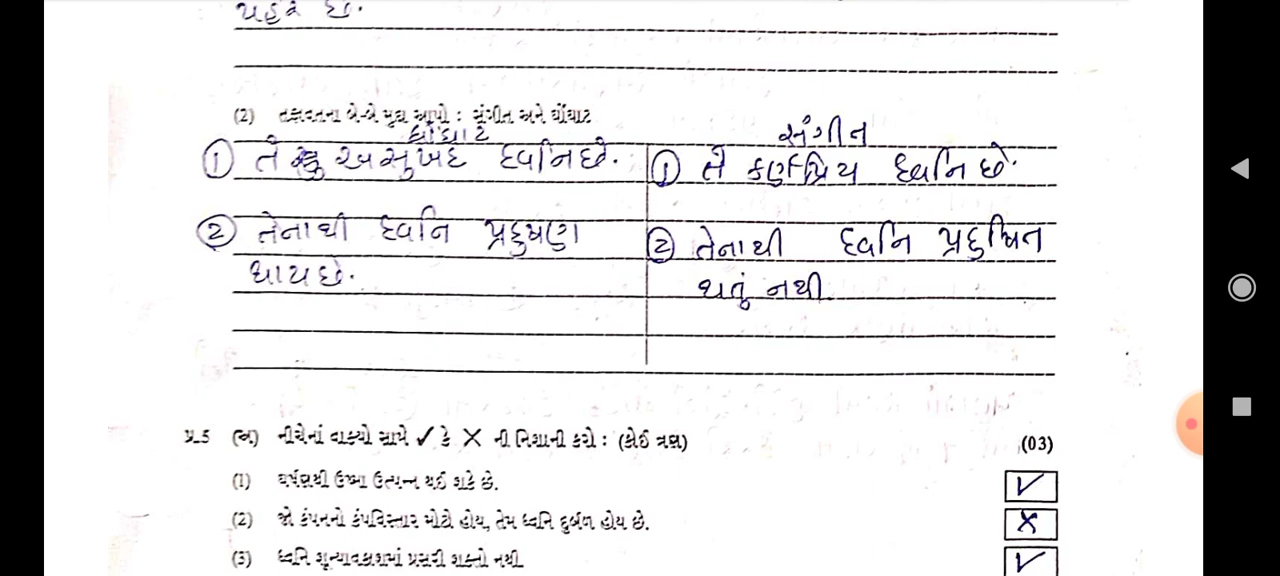 પહેરે છે.
(2) તફાવતના બે-બે મુદ્દા આપો : સંગીત અને ઘોંઘાટ
ઘોંઘાટ
સંગીત
① તે અસુખદ ધ્વનિ છે.
① તે કર્ણપ્રિય ધ્વનિ છે.
② તેનાથી ધ્વનિ પ્રદુષણ
થાય છે.
② તેનાથી ધ્વનિ પ્રદુષિત
થતું નથી.
પ્ર.5 (અ) નીચેનાં વાક્યો સામે ✓ કે X ની નિશાની કરો : (કોઈ ત્રણ) (03)
(1) ઘર્ષણથી ઉષ્મા ઉત્પન્ન થઈ શકે છે. ✓
(2) જો કંપનનો કંપવિસ્તાર મોટો હોય, તેમ ધ્વનિ દુર્બળ હોય છે. X
(3) ધ્વનિ શૂન્યાવકાશમાં પ્રસરી શક્તો નથી. ✓